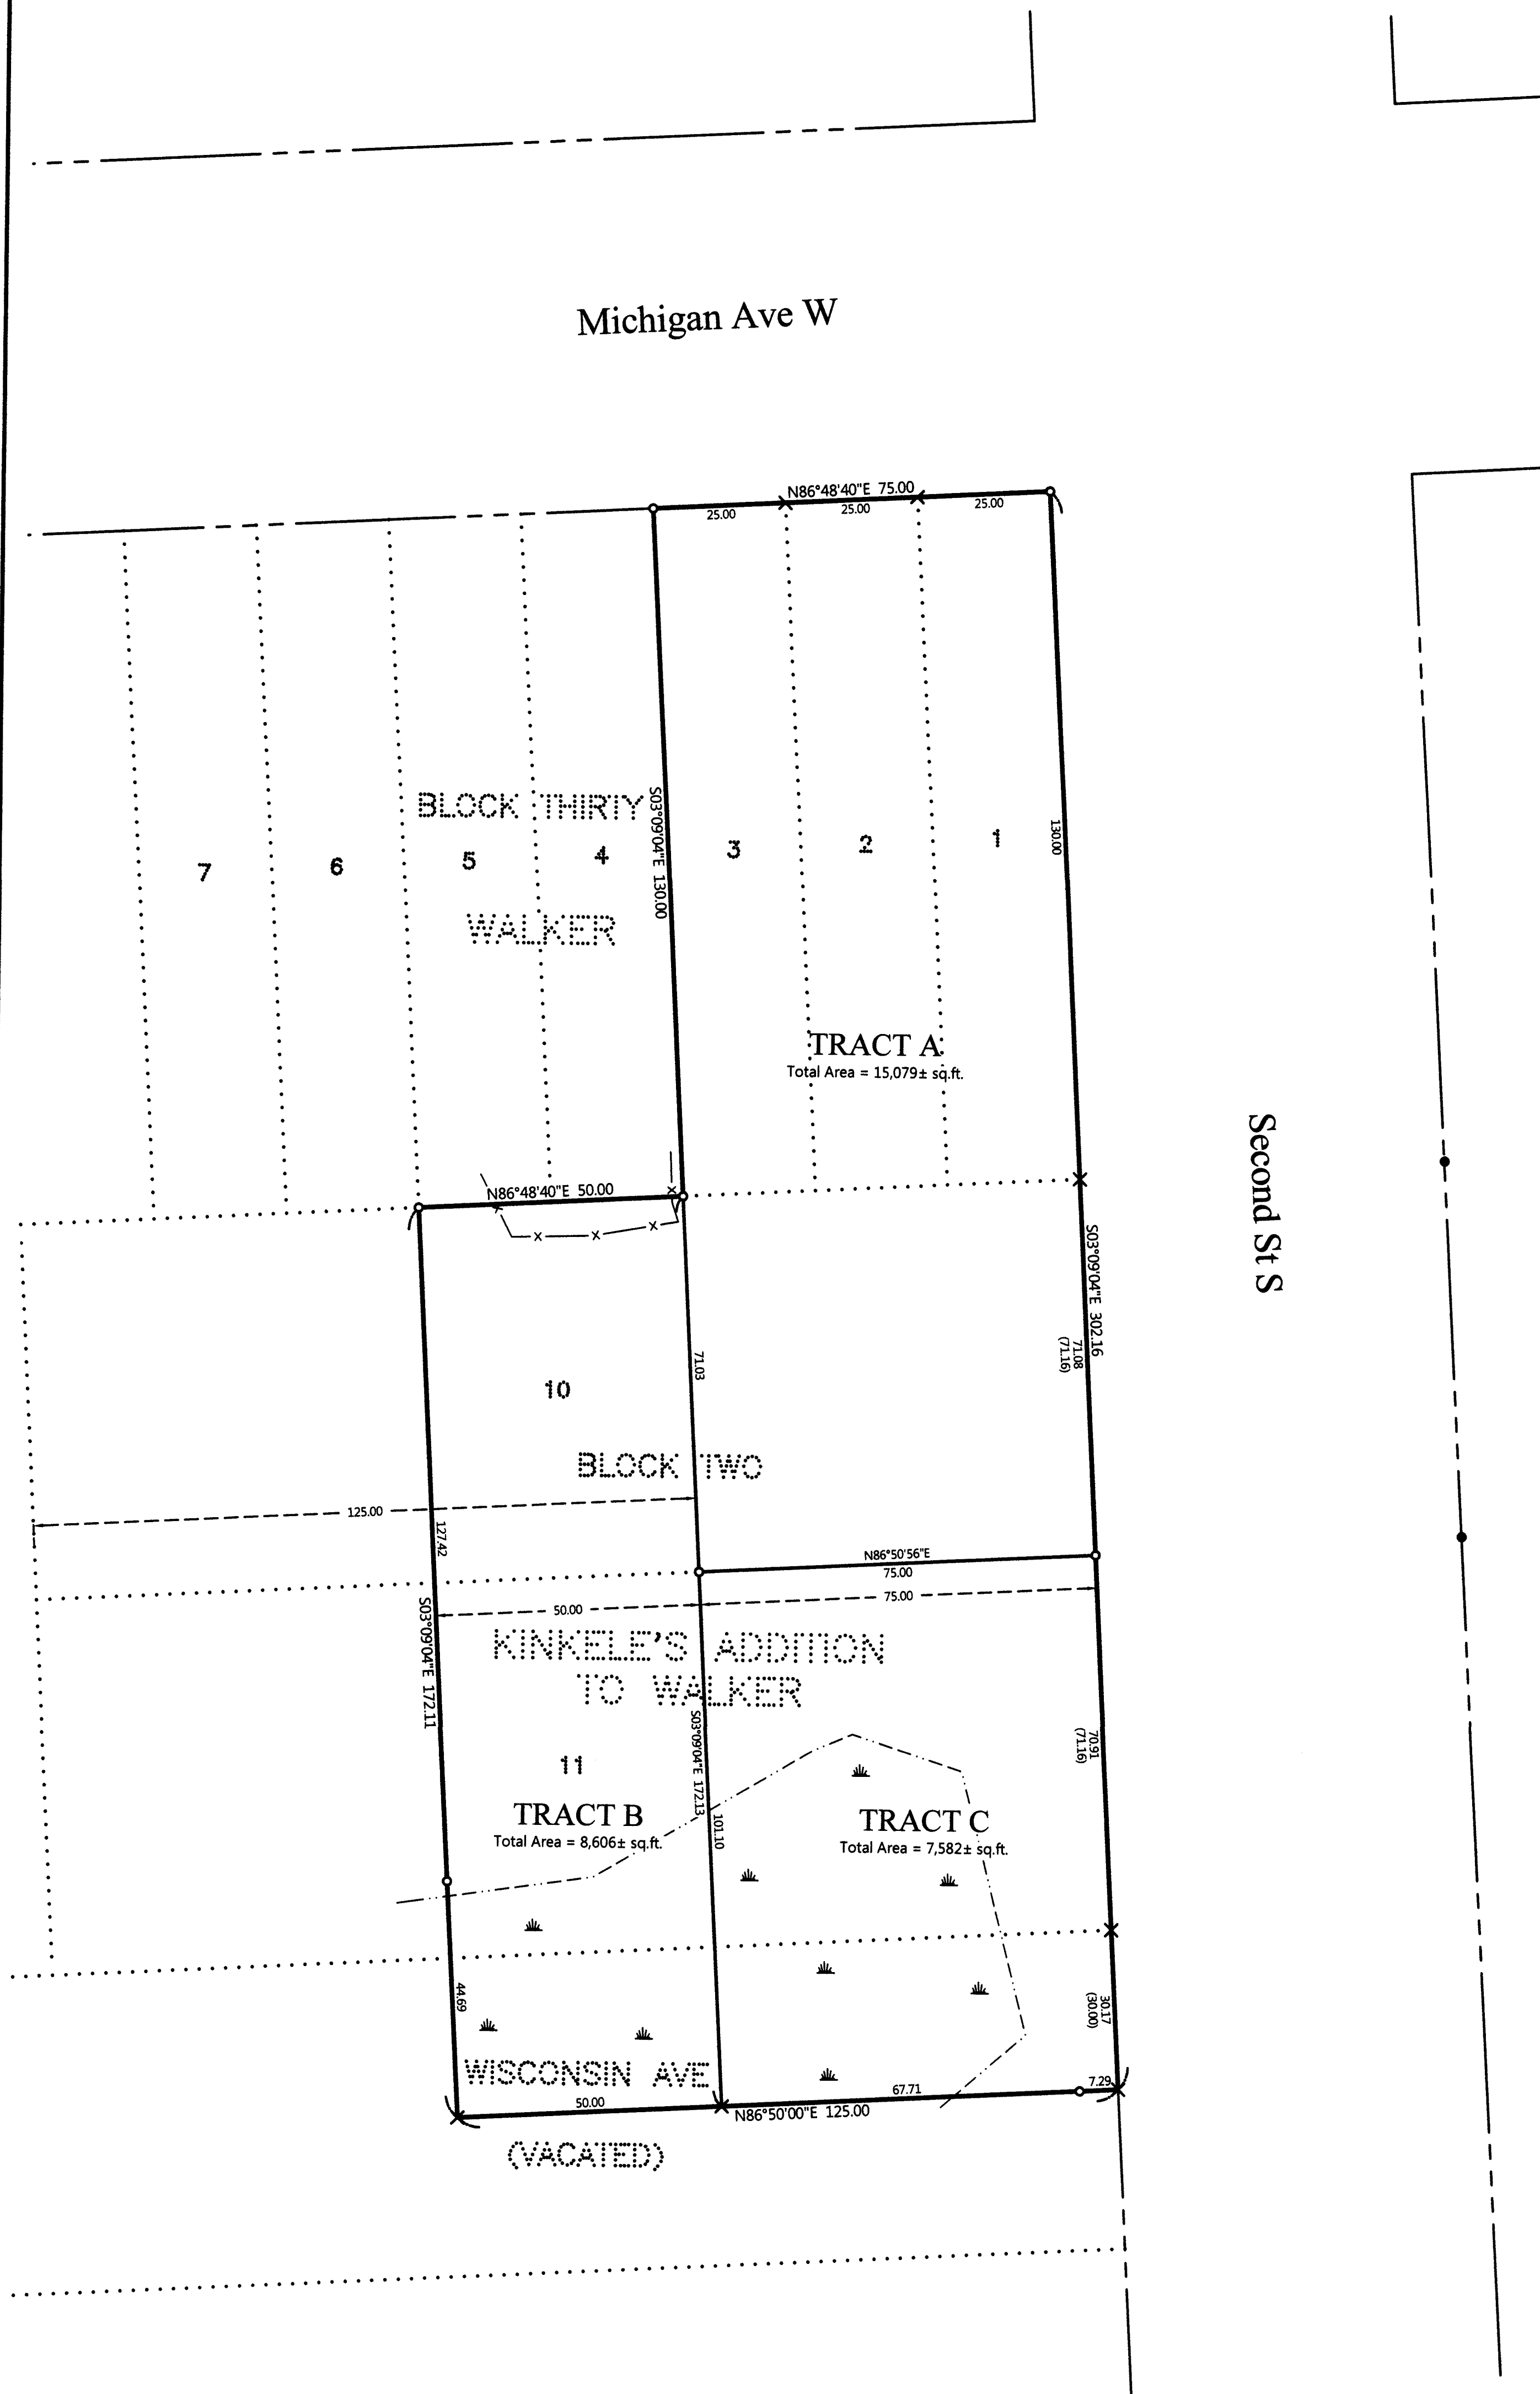 Michigan Ave W
N86°48'40"E 75.00
25.00
25.00
25.00
BLOCK THIRTY
7
6
5
4
3
2
1
WALKER
S03°09'04"E 130.00
130.00
TRACT A
Total Area = 15,079± sq.ft.
Second St S
N86°48'40"E 50.00
S03°09'04"E 302.16
71.08
(71.16)
71.03
10
BLOCK TWO
125.00
127.42
N86°50'56"E
75.00
50.00
75.00
KINKELE'S ADDITION
TO WALKER
S03°09'04"E 172.11
S03°09'04"E 172.13
70.91
(71.16)
11
TRACT B
Total Area = 8,606± sq.ft.
101.10
TRACT C
Total Area = 7,582± sq.ft.
44.69
30.17
(30.00)
WISCONSIN AVE
50.00
67.71
7.29
N86°50'00"E 125.00
(VACATED)